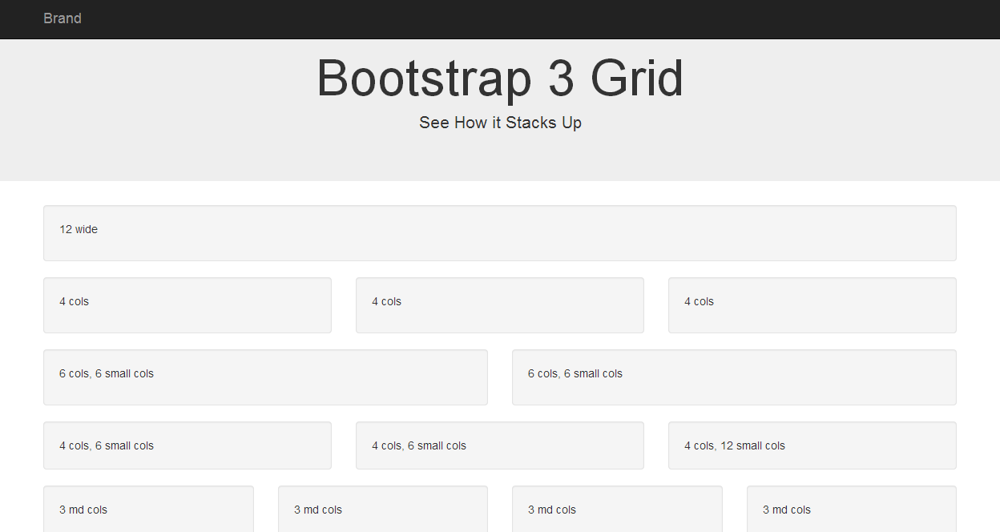 Brand
Bootstrap 3 Grid
See How it Stacks Up
12 wide
4 cols
4 cols
4 cols
6 cols, 6 small cols
6 cols, 6 small cols
4 cols, 6 small cols
4 cols, 6 small cols
4 cols, 12 small cols
3 md cols
3 md cols
3 md cols
3 md cols